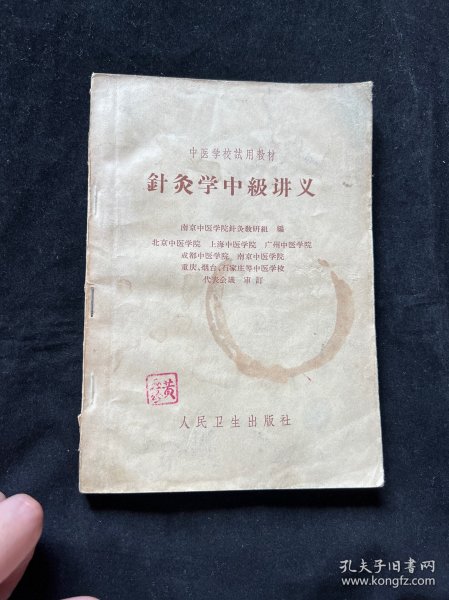 中医学校試用教材
針灸学中級讲义
南京中医学院針灸教研組 編
北京中医学院 上海中医学院 广州中医学院
成都中医学院 南京中医学院
重庆、烟台、石家庄等中医学校
代表会議 审訂
黄
人民卫生出版社
孔夫子旧书网
www.kongfz.com